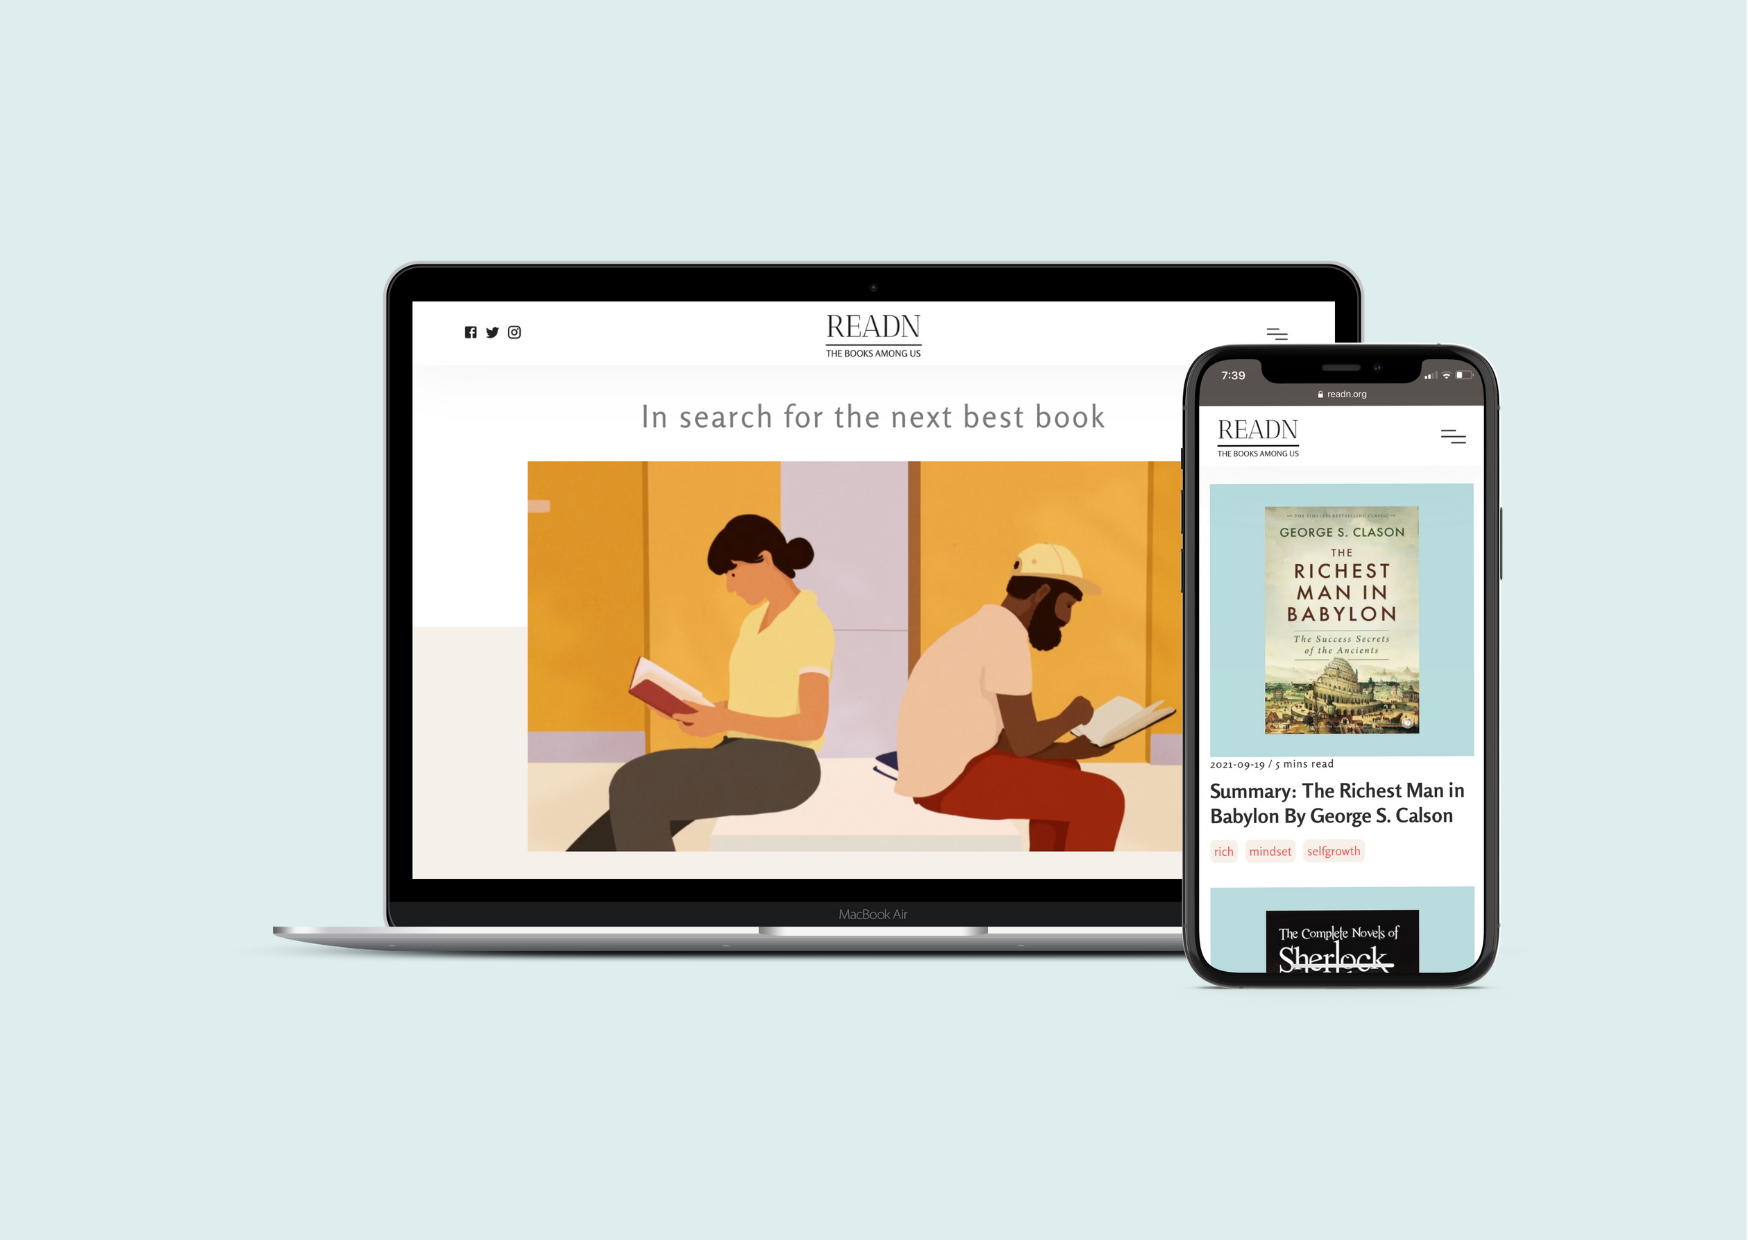 READN
THE BOOKS AMONG US
In search for the next best book
MacBook Air
7:39
readn.org
READN
THE BOOKS AMONG US
GEORGE S. CLASON
THE
RICHEST
MAN IN
BABYLON
The Success Secrets
of the Ancients
2021-09-19 / 5 mins read
Summary: The Richest Man in
Babylon By George S. Calson
rich mindset selfgrowth
The Complete Novels of
Sherlock